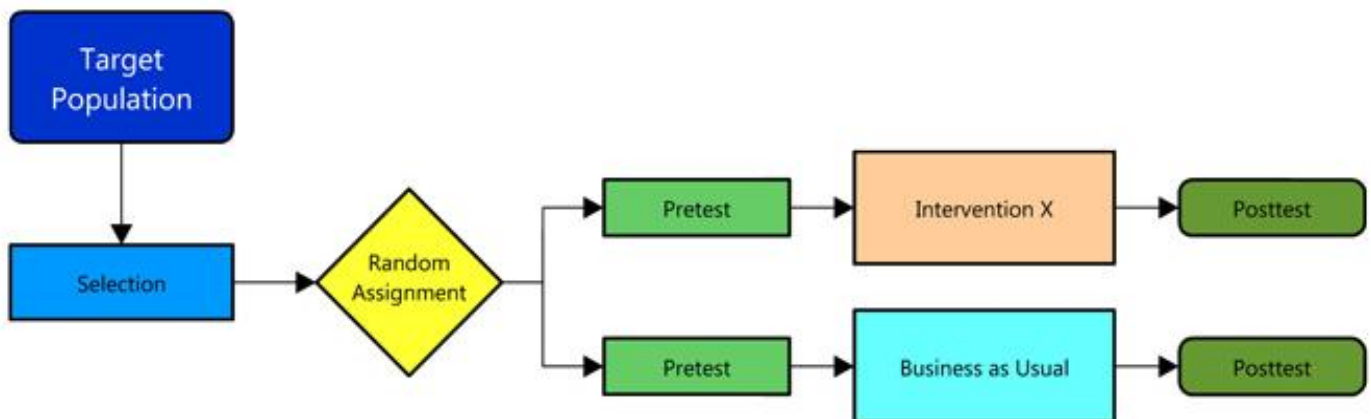 Target
Population
Selection
Random
Assignment
Pretest
Intervention X
Posttest
Pretest
Business as Usual
Posttest